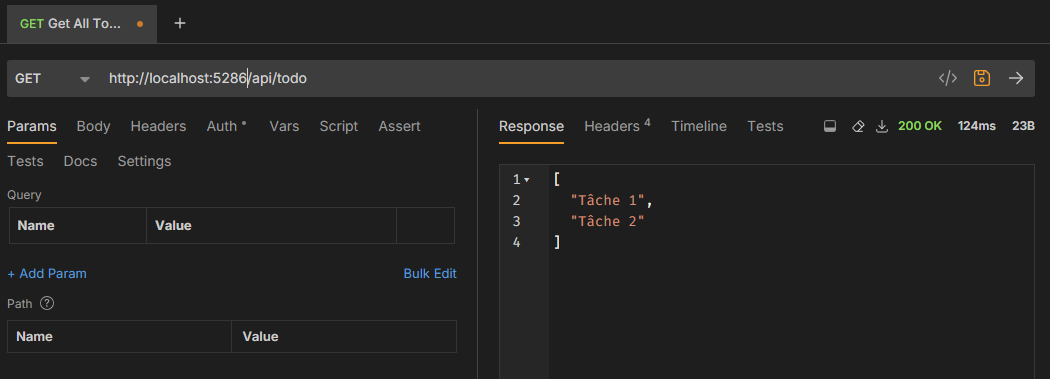 GET Get All To... +
GET http://localhost:5286/api/todo </>
Params Body Headers Auth Vars Script Assert
Tests Docs Settings
Query
Name Value
+ Add Param Bulk Edit
Path ?
Name Value
Response Headers 4 Timeline Tests 200 OK 124ms 23B
1 [
2 "Tâche 1",
3 "Tâche 2"
4 ]